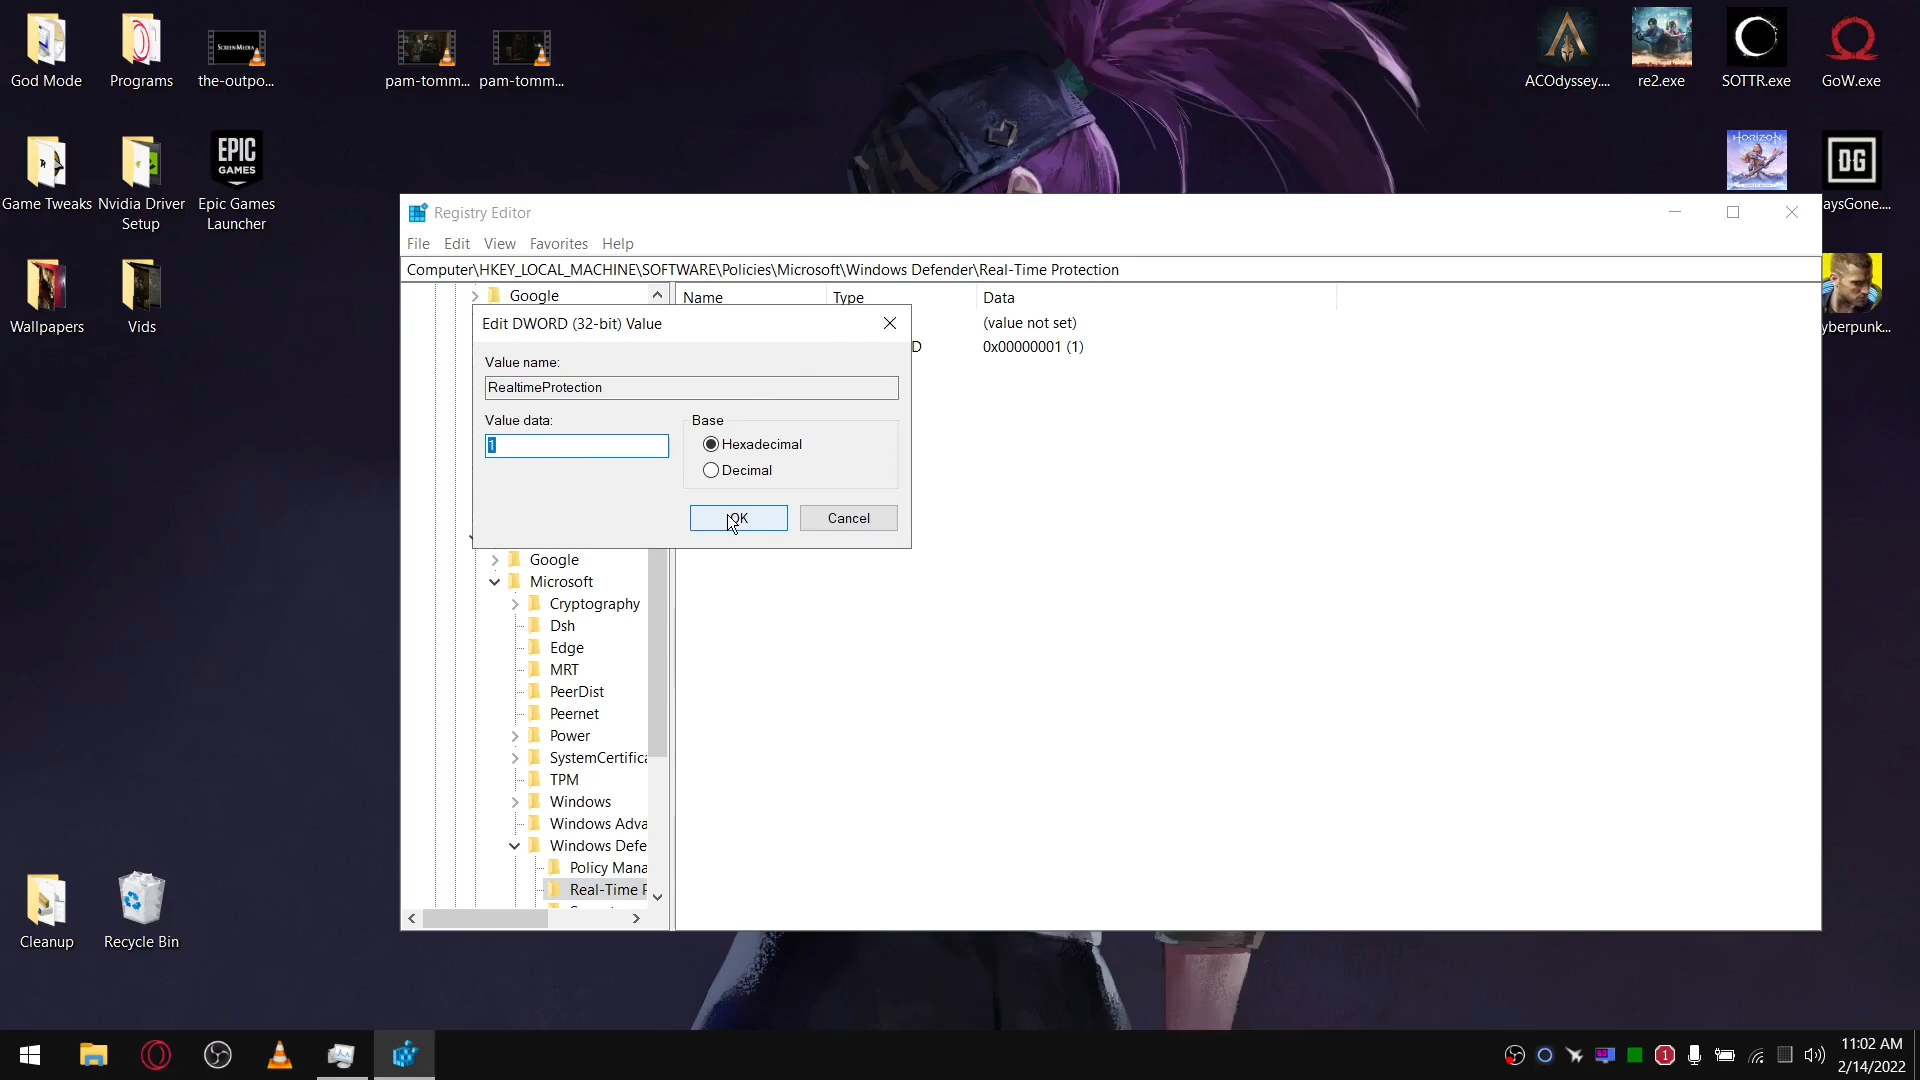 God Mode
Programs
the-outpo...
SCREEN MEDIA
pam-tomm...
pam-tomm...
ACOdyssey....
re2.exe
SOTTR.exe
GoW.exe
Game Tweaks
Nvidia Driver
Setup
EPIC
GAMES
Epic Games
Launcher
HORIZON
DG
aysGone....
yberpunk...
Wallpapers
Vids
Cleanup
Recycle Bin
Registry Editor
File Edit View Favorites Help
Computer\HKEY_LOCAL_MACHINE\SOFTWARE\Policies\Microsoft\Windows Defender\Real-Time Protection
Google
Name Type Data
(value not set)
D 0x00000001 (1)
Edit DWORD (32-bit) Value
Value name:
RealtimeProtection
Value data:
1
Base
Hexadecimal
Decimal
OK
Cancel
Google
Microsoft
Cryptography
Dsh
Edge
MRT
PeerDist
Peernet
Power
SystemCertifica
TPM
Windows
Windows Adva
Windows Defe
Policy Mana
Real-Time P
1
11:02 AM
2/14/2022